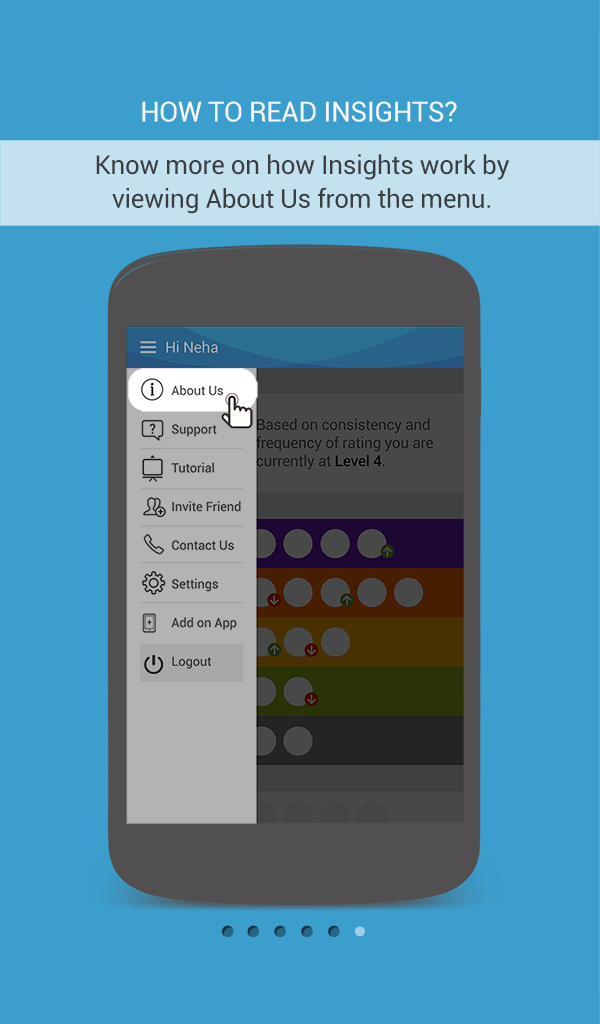 HOW TO READ INSIGHTS?
Know more on how Insights work by
viewing About Us from the menu.
Hi Neha
About Us
Support
Tutorial
Invite Friend
Contact Us
Settings
Add on App
Logout
Based on consistency and
frequency of rating you are
currently at Level 4.